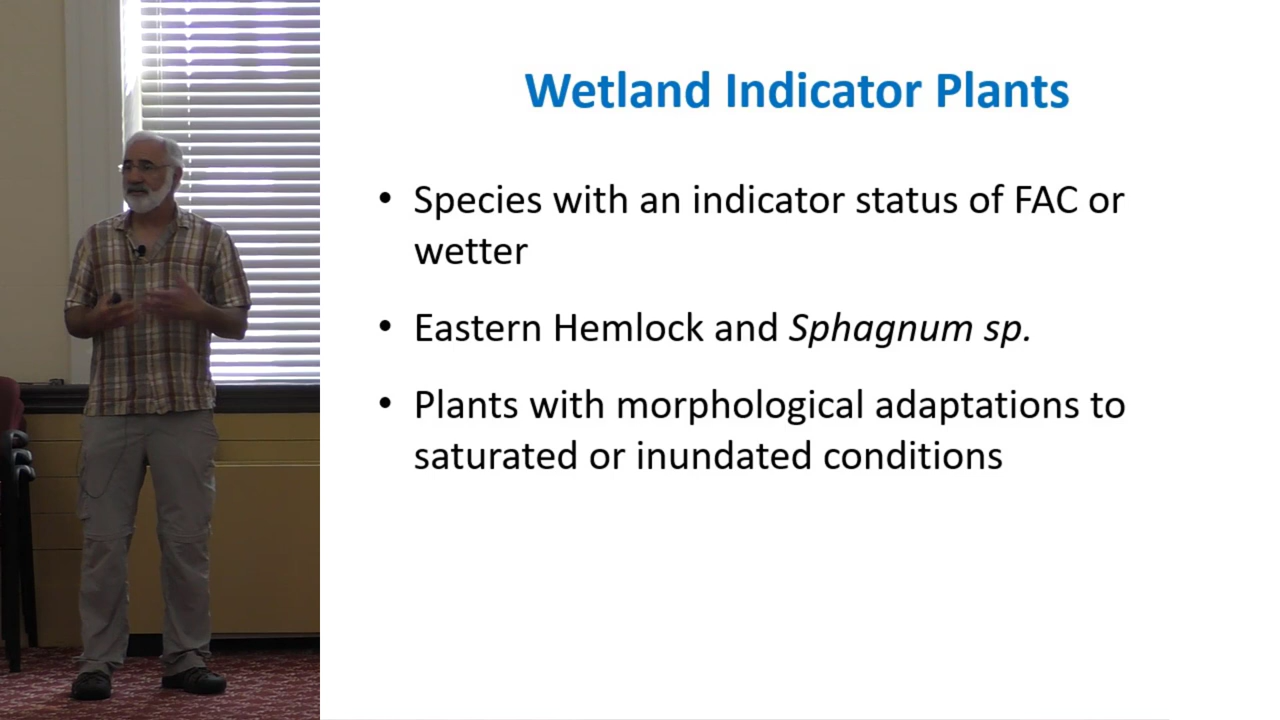 Wetland Indicator Plants
• Species with an indicator status of FAC or
wetter
• Eastern Hemlock and Sphagnum sp.
• Plants with morphological adaptations to
saturated or inundated conditions